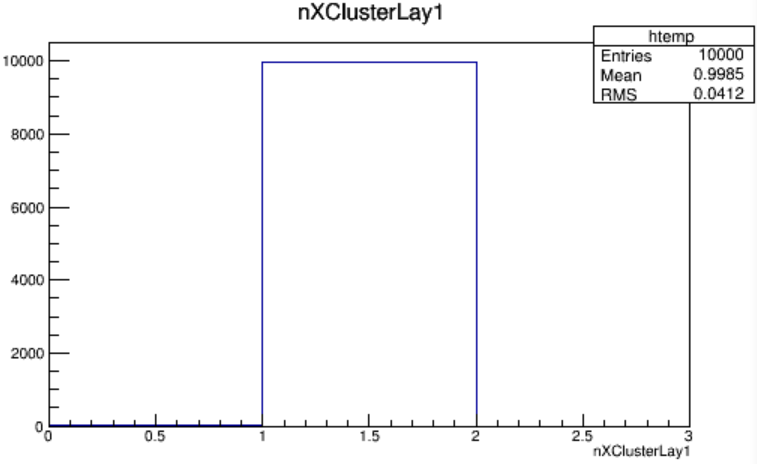 nXClusterLay1
htemp
Entries 10000
Mean 0.9985
RMS 0.0412
10000
8000
6000
4000
2000
0
0 0.5 1 1.5 2 2.5 3
nXClusterLay1